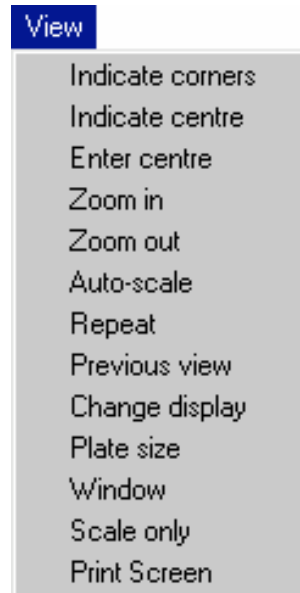 View
Indicate corners
Indicate centre
Enter centre
Zoom in
Zoom out
Auto-scale
Repeat
Previous view
Change display
Plate size
Window
Scale only
Print Screen